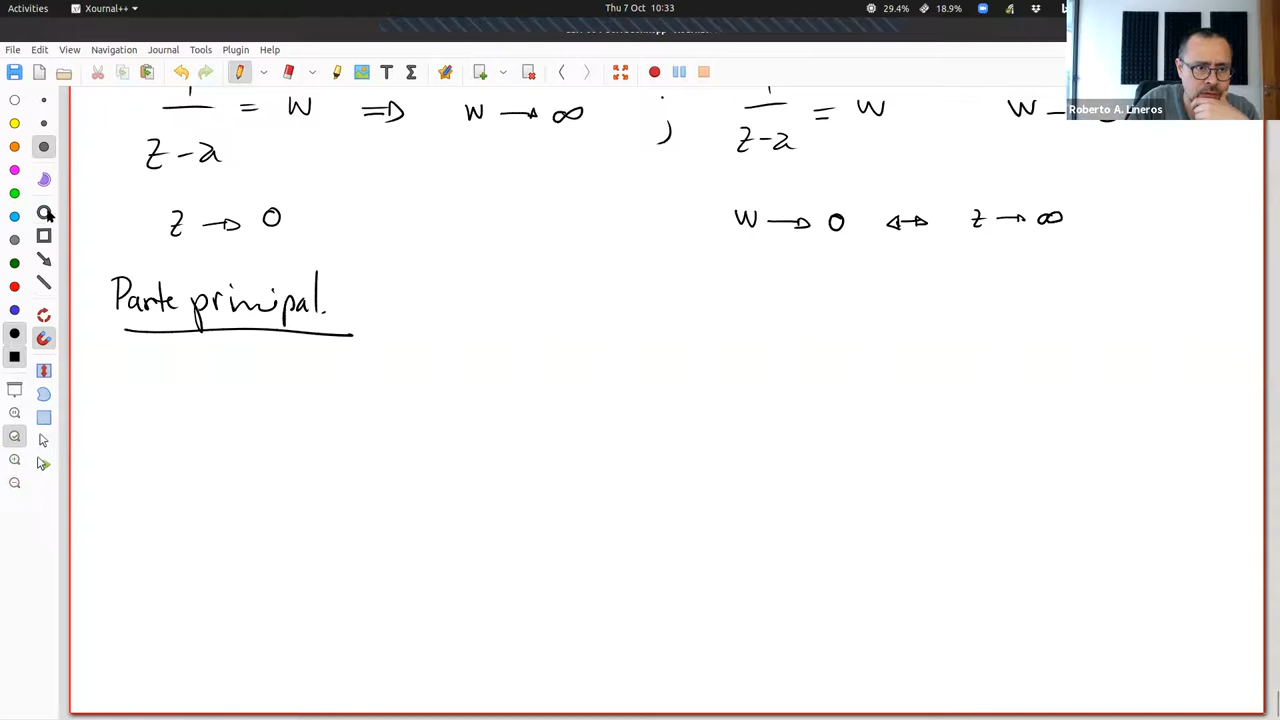 Activities Xournal++ Thu 7 Oct 10:33 29.4% 18.9%
File Edit View Navigation Journal Tools Plugin Help
Roberto A. Lineros
= W ⇒ W → ∞ ; = W W
z-a z-a
z → 0 W → 0 ↔ z → ∞
Parte principal.